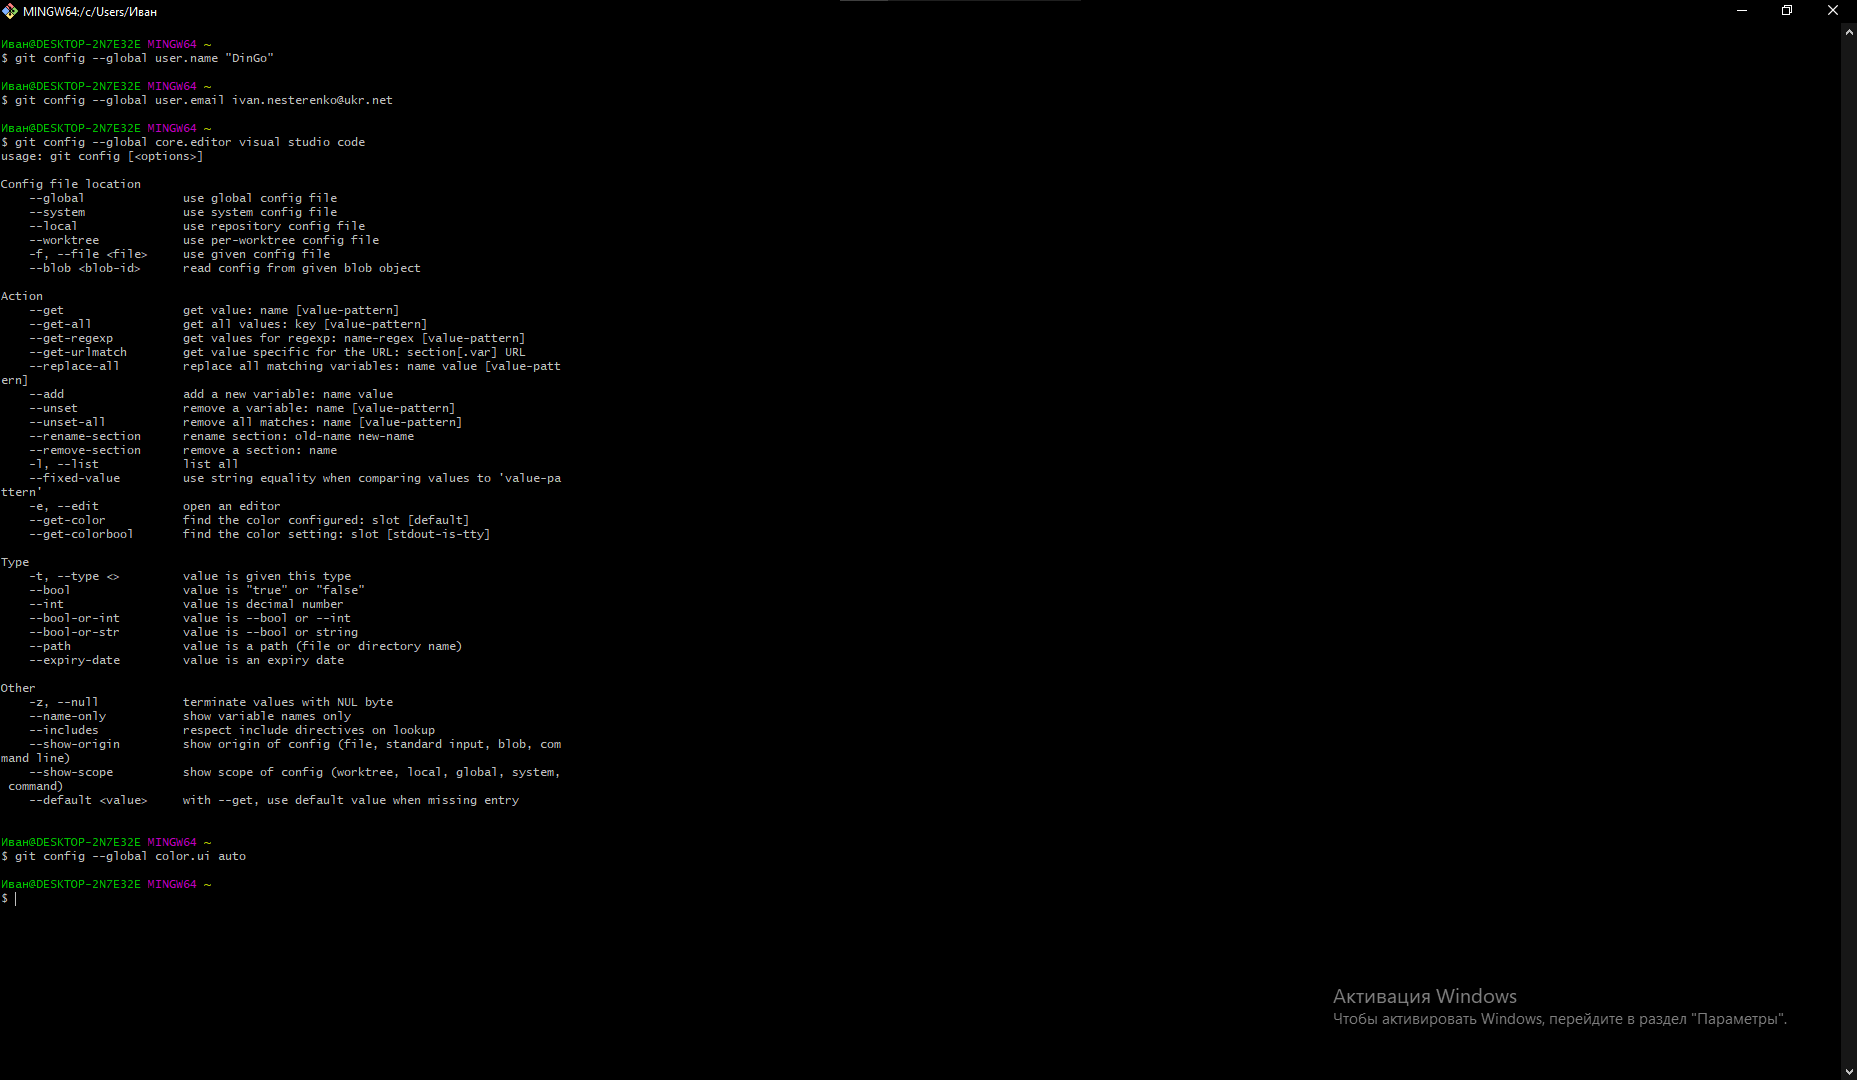 MINGW64:/c/Users/Иван
Иван@DESKTOP-2N7E32E MINGW64 ~
$ git config --global user.name "DinGo"
Иван@DESKTOP-2N7E32E MINGW64 ~
$ git config --global user.email ivan.nesterenko@ukr.net
Иван@DESKTOP-2N7E32E MINGW64 ~
$ git config --global core.editor visual studio code
usage: git config [<options>]
Config file location
--global use global config file
--system use system config file
--local use repository config file
--worktree use per-worktree config file
-f, --file <file> use given config file
--blob <blob-id> read config from given blob object
Action
--get get value: name [value-pattern]
--get-all get all values: key [value-pattern]
--get-regexp get values for regexp: name-regex [value-pattern]
--get-urlmatch get value specific for the URL: section[.var] URL
--replace-all replace all matching variables: name value [value-patt
ern]
--add add a new variable: name value
--unset remove a variable: name [value-pattern]
--unset-all remove all matches: name [value-pattern]
--rename-section rename section: old-name new-name
--remove-section remove a section: name
-l, --list list all
--fixed-value use string equality when comparing values to 'value-pa
ttern'
-e, --edit open an editor
--get-color find the color configured: slot [default]
--get-colorbool find the color setting: slot [stdout-is-tty]
Type
-t, --type <> value is given this type
--bool value is "true" or "false"
--int value is decimal number
--bool-or-int value is --bool or --int
--bool-or-str value is --bool or string
--path value is a path (file or directory name)
--expiry-date value is an expiry date
Other
-z, --null terminate values with NUL byte
--name-only show variable names only
--includes respect include directives on lookup
--show-origin show origin of config (file, standard input, blob, com
mand line)
--show-scope show scope of config (worktree, local, global, system,
command)
--default <value> with --get, use default value when missing entry
Иван@DESKTOP-2N7E32E MINGW64 ~
$ git config --global color.ui auto
Иван@DESKTOP-2N7E32E MINGW64 ~
$
Активация Windows
Чтобы активировать Windows, перейдите в раздел "Параметры".